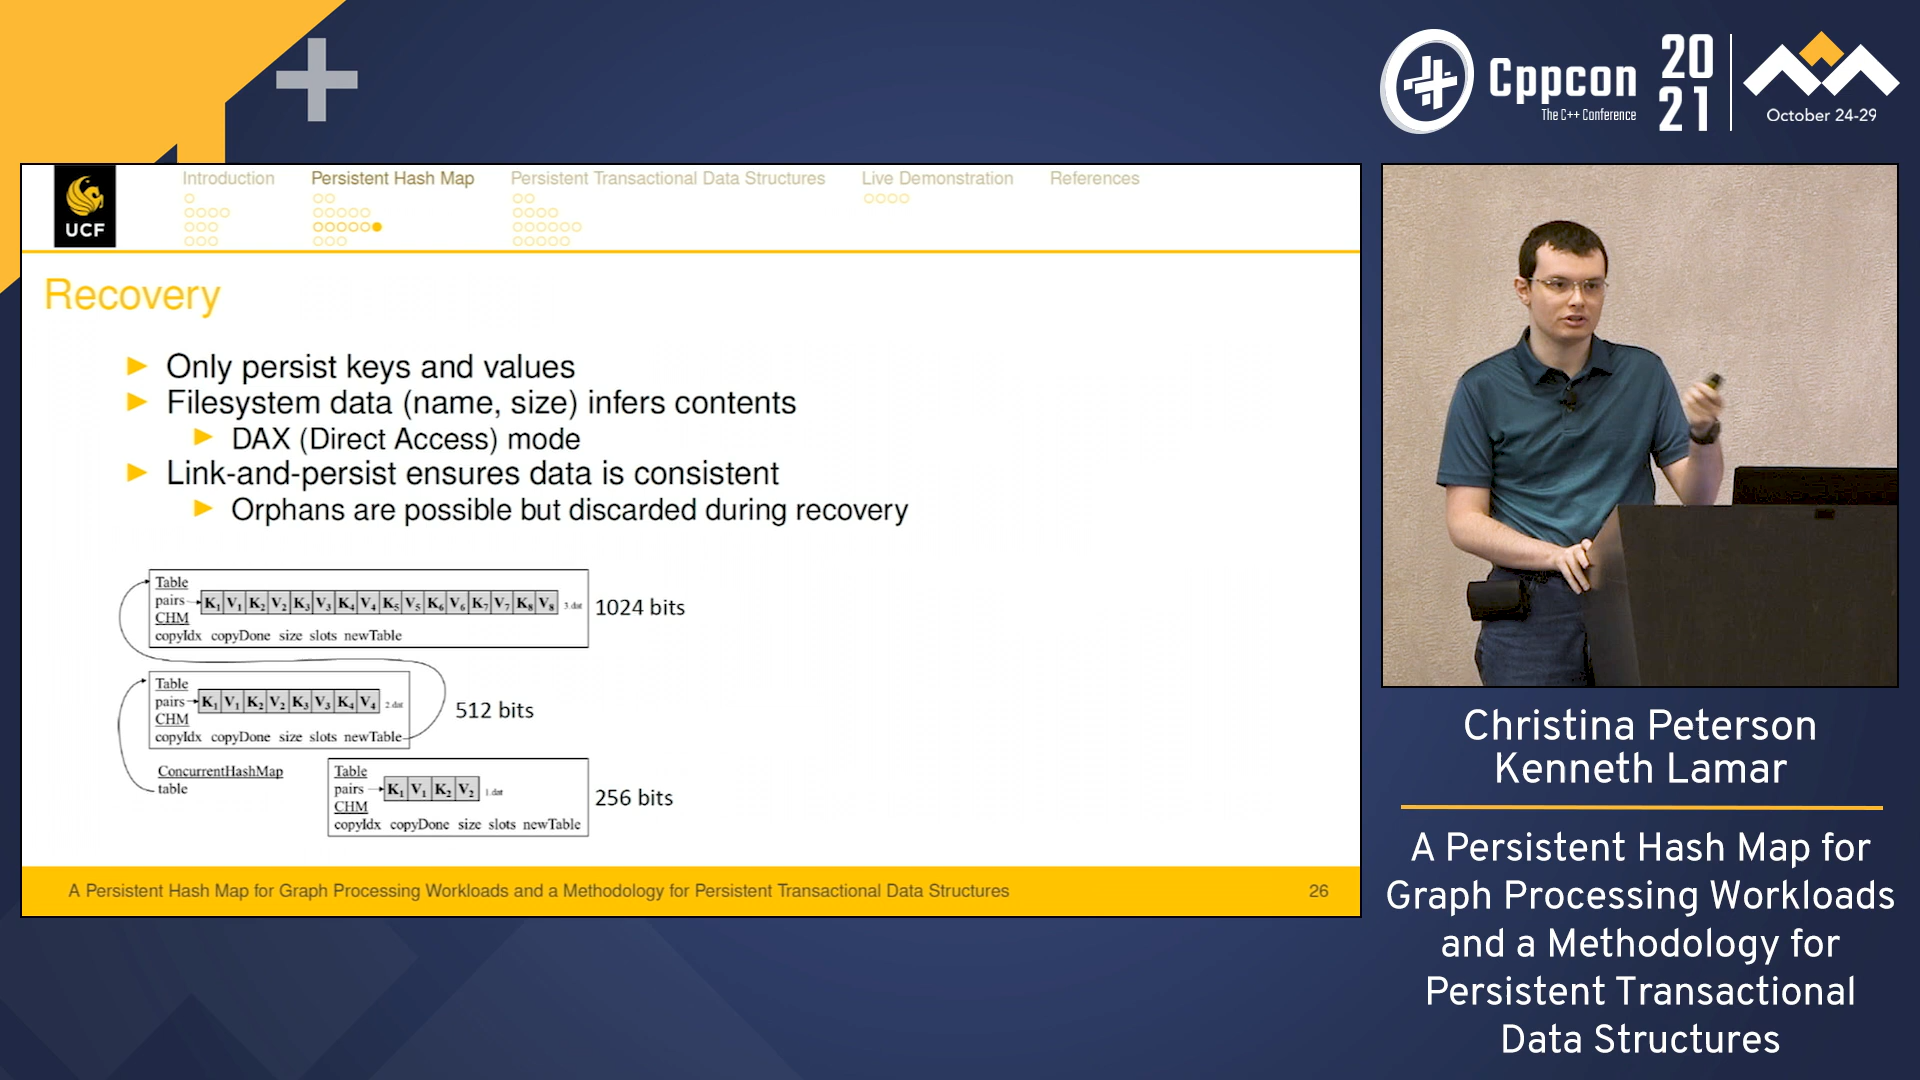 Cppcon
The C++ Conference
20
21
October 24-29
UCF
Introduction
Persistent Hash Map
Persistent Transactional Data Structures
Live Demonstration
References
Recovery
Only persist keys and values
Filesystem data (name, size) infers contents
DAX (Direct Access) mode
Link-and-persist ensures data is consistent
Orphans are possible but discarded during recovery
Table
pairs K₁ V₁ K₂ V₂ K₃ V₃ K₄ V₄ K₅ V₅ K₆ V₆ K₇ V₇ K₈ V₈ 3.dat
CHM
copyIdx copyDone size slots newTable
1024 bits
Table
pairs K₁ V₁ K₂ V₂ K₃ V₃ K₄ V₄ 2.dat
CHM
copyIdx copyDone size slots newTable
512 bits
ConcurrentHashMap
table
Table
pairs K₁ V₁ K₂ V₂ 1.dat
CHM
copyIdx copyDone size slots newTable
256 bits
A Persistent Hash Map for Graph Processing Workloads and a Methodology for Persistent Transactional Data Structures
26
Christina Peterson
Kenneth Lamar
A Persistent Hash Map for
Graph Processing Workloads
and a Methodology for
Persistent Transactional
Data Structures